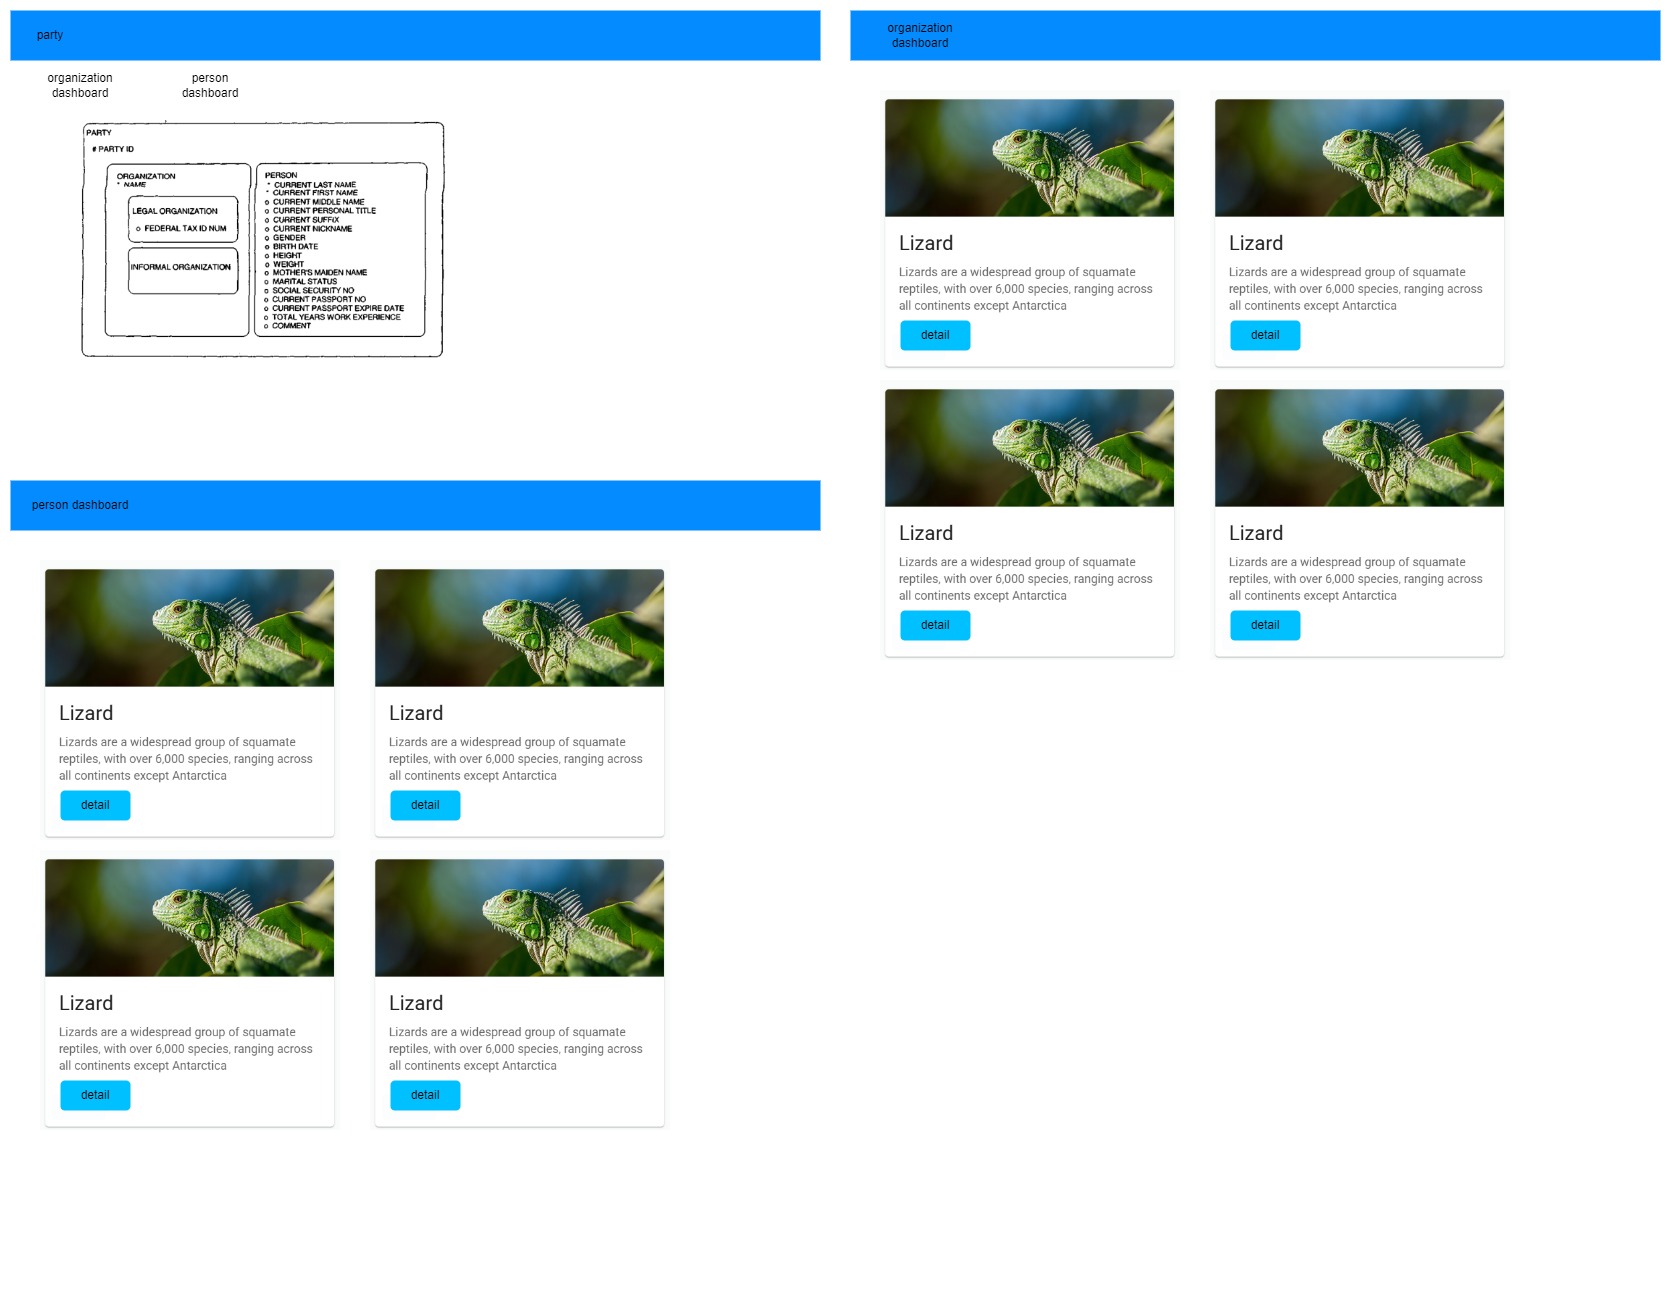 party
organization
dashboard
person
dashboard
PARTY
# PARTY ID
ORGANIZATION
* NAME
LEGAL ORGANIZATION
o FEDERAL TAX ID NUM
INFORMAL ORGANIZATION
PERSON
* CURRENT LAST NAME
* CURRENT FIRST NAME
o CURRENT MIDDLE NAME
o CURRENT PERSONAL TITLE
o CURRENT SUFFIX
o CURRENT NICKNAME
o GENDER
o BIRTH DATE
o HEIGHT
o WEIGHT
o MOTHER'S MAIDEN NAME
o MARITAL STATUS
o SOCIAL SECURITY NO
o CURRENT PASSPORT NO
o CURRENT PASSPORT EXPIRE DATE
o TOTAL YEARS WORK EXPERIENCE
o COMMENT
person dashboard
Lizard
Lizards are a widespread group of squamate
reptiles, with over 6,000 species, ranging across
all continents except Antarctica
detail
Lizard
Lizards are a widespread group of squamate
reptiles, with over 6,000 species, ranging across
all continents except Antarctica
detail
Lizard
Lizards are a widespread group of squamate
reptiles, with over 6,000 species, ranging across
all continents except Antarctica
detail
Lizard
Lizards are a widespread group of squamate
reptiles, with over 6,000 species, ranging across
all continents except Antarctica
detail
organization
dashboard
Lizard
Lizards are a widespread group of squamate
reptiles, with over 6,000 species, ranging across
all continents except Antarctica
detail
Lizard
Lizards are a widespread group of squamate
reptiles, with over 6,000 species, ranging across
all continents except Antarctica
detail
Lizard
Lizards are a widespread group of squamate
reptiles, with over 6,000 species, ranging across
all continents except Antarctica
detail
Lizard
Lizards are a widespread group of squamate
reptiles, with over 6,000 species, ranging across
all continents except Antarctica
detail